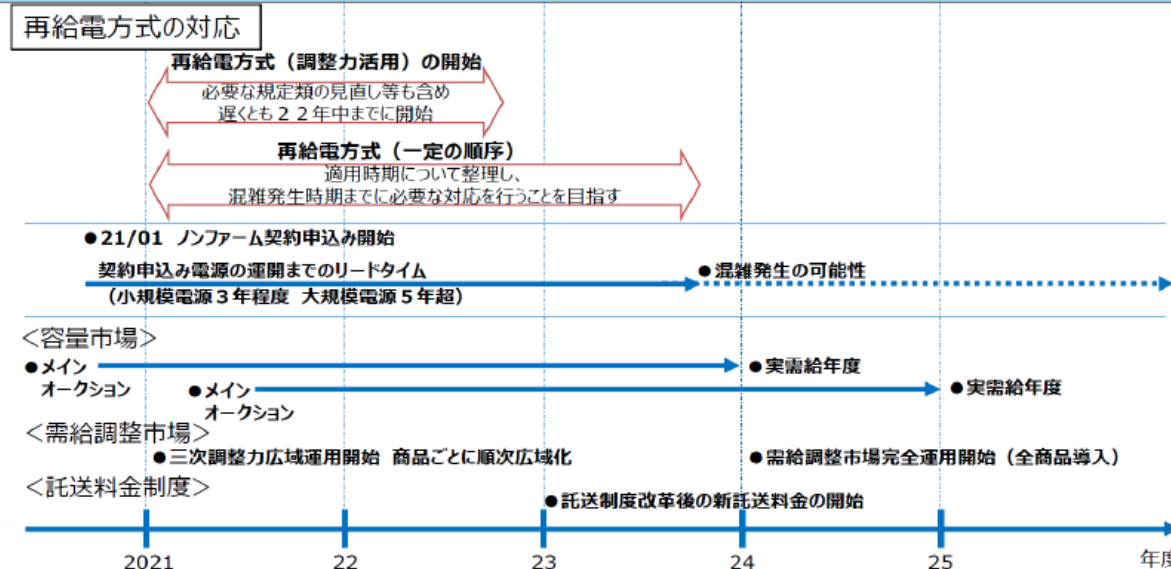 再給電方式の対応
再給電方式（調整力活用）の開始
必要な規定類の見直し等も含め
遅くとも２２年中までに開始
再給電方式（一定の順序）
適用時期について整理し、
混雑発生時期までに必要な対応を行うことを目指す
●21/01 ノンファーム契約申込み開始
契約申込み電源の運開までのリードタイム
（小規模電源３年程度 大規模電源５年超）
●混雑発生の可能性
＜容量市場＞
●メイン
オークション
●実需給年度
●メイン
オークション
●実需給年度
＜需給調整市場＞
●三次調整力広域運用開始 商品ごとに順次広域化
●需給調整市場完全運用開始（全商品導入）
＜託送料金制度＞
●託送制度改革後の新託送料金の開始
2021 22 23 24 25 年度